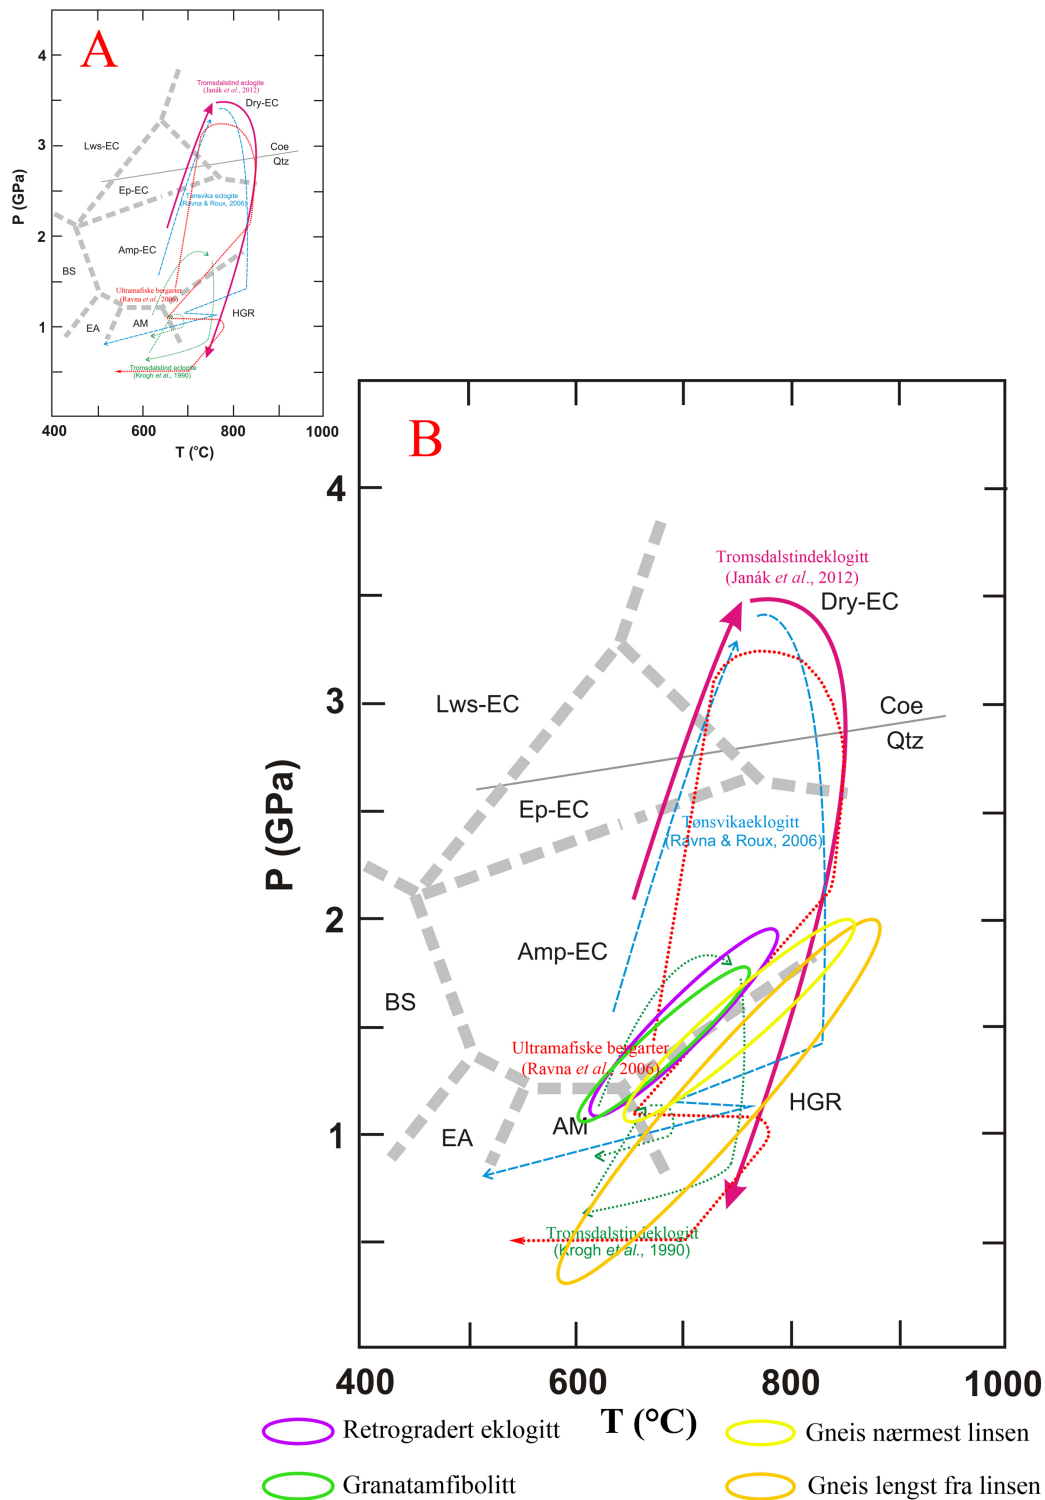 A
Tromsdalstind eclogite
(Janák et al., 2012)
Dry-EC
4
Lws-EC
Coe
Qtz
3
Ep-EC
Tønsvika eclogite
(Ravna & Roux, 2006)
P (GPa)
2
Amp-EC
BS
Ultramafiske bergarter
(Ravna et al., 2006)
HGR
AM
EA
1
Tromsdalstind eclogite
(Krogh et al., 1990)
400 600 800 1000
T (°C)
B
4
Tromsdalstindeklogitt
(Janák et al., 2012)
Dry-EC
3
Lws-EC
Coe
Qtz
Ep-EC
Tønsvikaeklogitt
(Ravna & Roux, 2006)
P (GPa)
2
Amp-EC
BS
Ultramafiske bergarter
(Ravna et al., 2006)
HGR
AM
EA
1
Tromsdalstindeklogitt
(Krogh et al., 1990)
400 600 800 1000
T (°C)
Retrogradert eklogitt
Gneis nærmest linsen
Granatamfibolitt
Gneis lengst fra linsen